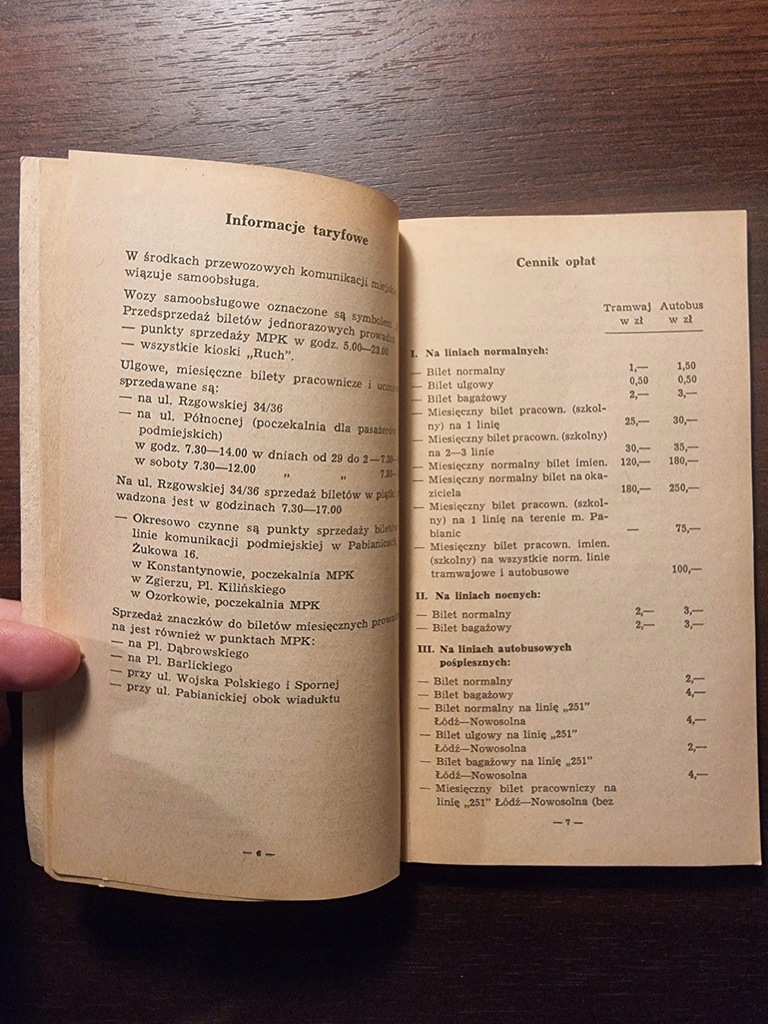 Informacje taryfowe
W środkach przewozowych komunikacji
wiązuje samoobsługa.
Wozy samoobsługowe oznaczone są symbolem
Przedsprzedaż biletów jednorazowych
— punkty sprzedaży MPK w godz. 5.00—23.00
— wszystkie kioski „Ruch".
Ulgowe, miesięczne bilety pracownicze i
sprzedawane są:
— na ul. Rzgowskiej 34/36
— na ul. Północnej (poczekalnia dla pasażerów
podmiejskich)
w godz. 7.30—14.00 w dniach od 29 do 2—7.30
w soboty 7.30—12.00 „ „ 7.30
Na ul. Rzgowskiej 34/36 sprzedaż biletów w piątki
wadzona jest w godzinach 7.30—17.00
— Okresowo czynne są punkty sprzedaży biletów
linie komunikacji podmiejskiej w Pabianicach,
Żukowa 16.
w Konstantynowie, poczekalnia MPK
w Zgierzu, Pl. Kilińskiego
w Ozorkowie, poczekalnia MPK
Sprzedaż znaczków do biletów miesięcznych
na jest również w punktach MPK:
— na Pl. Dąbrowskiego
— na Pl. Barlickiego
— przy ul. Wojska Polskiego i Spornej
— przy ul. Pabianickiej obok wiaduktu
— 6 —
Cennik opłat
Tramwaj Autobus
w zł w zł
I. Na liniach normalnych:
— Bilet normalny 1,— 1,50
— Bilet ulgowy 0,50 0,50
— Bilet bagażowy 2,— 3,—
— Miesięczny bilet pracown. (szkol-
ny) na 1 linię 25,— 30,—
— Miesięczny bilet pracown. (szkolny)
na 2—3 linie 30,— 35,—
— Miesięczny normalny bilet imien. 120,— 180,—
— Miesięczny normalny bilet na oka-
ziciela 180,— 250,—
— Miesięczny bilet pracown. (szkol-
ny) na 1 linię na terenie m. Pa-
bianic — 75,—
— Miesięczny bilet pracown. imien.
(szkolny) na wszystkie norm. linie
tramwajowe i autobusowe 100,—
II. Na liniach nocnych:
— Bilet normalny 2,— 3,—
— Bilet bagażowy 2,— 3,—
III. Na liniach autobusowych
pośpiesznych:
— Bilet normalny 2,—
— Bilet bagażowy 4,—
— Bilet normalny na linię „251"
Łódź—Nowosolna 4,—
— Bilet ulgowy na linię „251"
Łódź—Nowosolna 2,—
— Bilet bagażowy na linię „251"
Łódź—Nowosolna 4,—
— Miesięczny bilet pracowniczy na
linię „251" Łódź—Nowosolna (bez
— 7 —